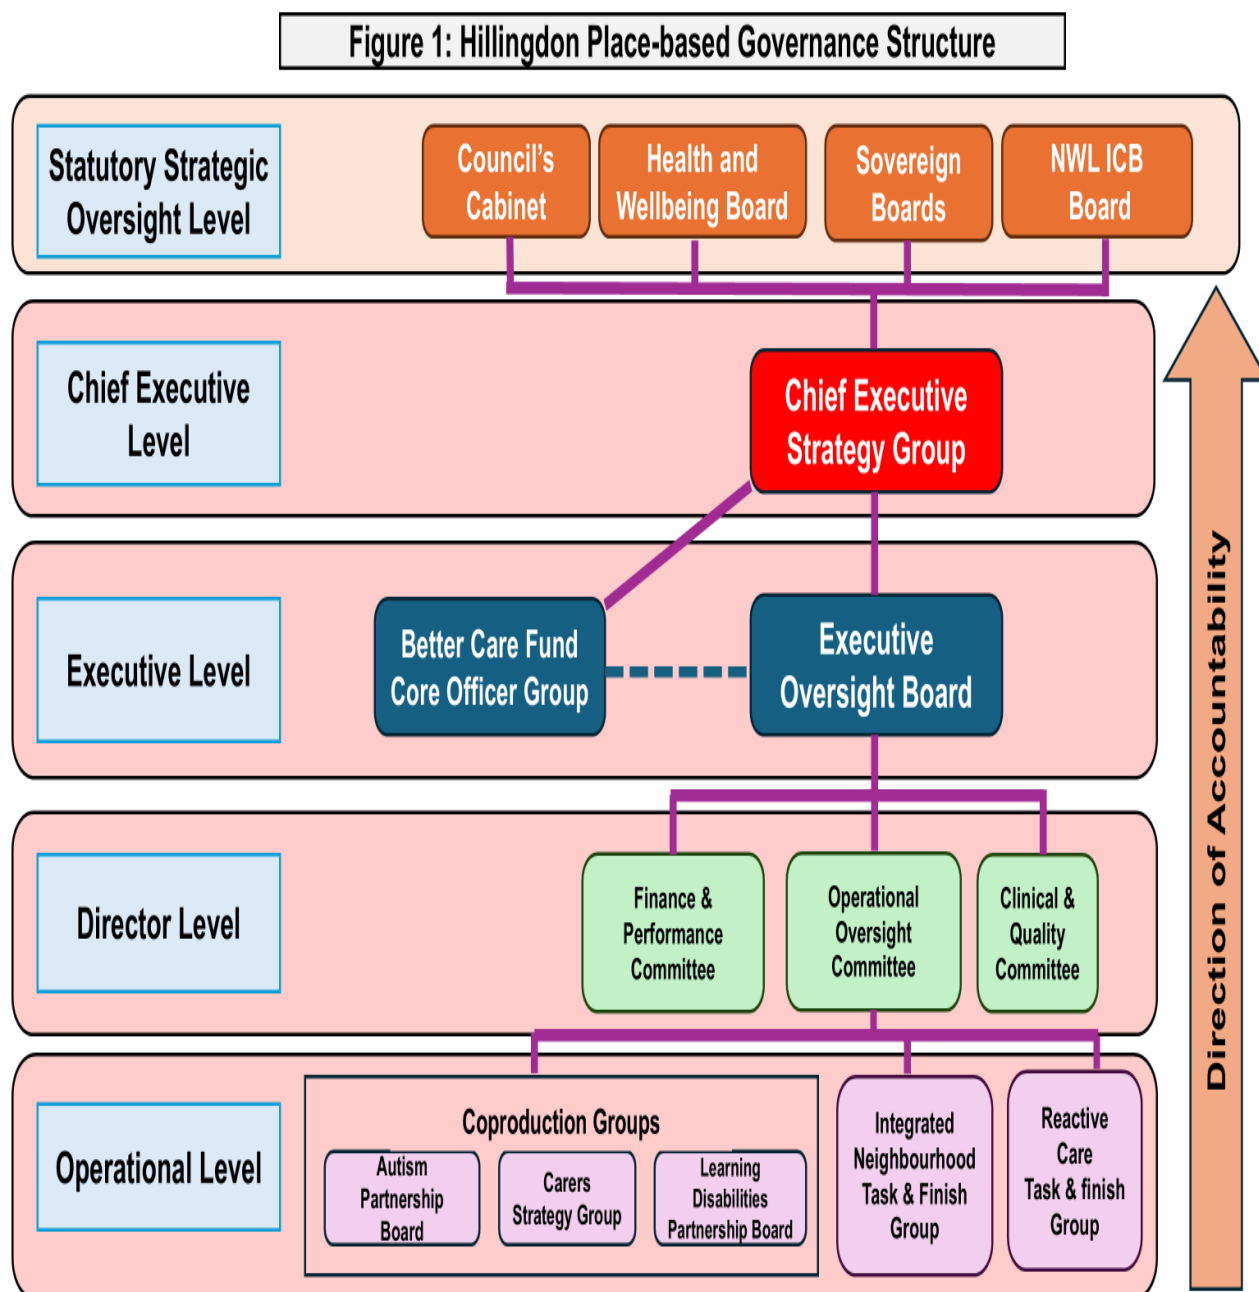 Figure 1: Hillingdon Place-based Governance Structure
Statutory Strategic
Oversight Level
Council's
Cabinet
Health and
Wellbeing Board
Sovereign
Boards
NWL ICB
Board
Chief Executive
Level
Chief Executive
Strategy Group
Executive Level
Better Care Fund
Core Officer Group
Executive
Oversight Board
Director Level
Finance &
Performance
Committee
Operational
Oversight
Committee
Clinical &
Quality
Committee
Operational Level
Coproduction Groups
Autism
Partnership
Board
Carers
Strategy Group
Learning
Disabilities
Partnership Board
Integrated
Neighbourhood
Task & Finish
Group
Reactive
Care
Task & finish
Group
Direction of Accountability